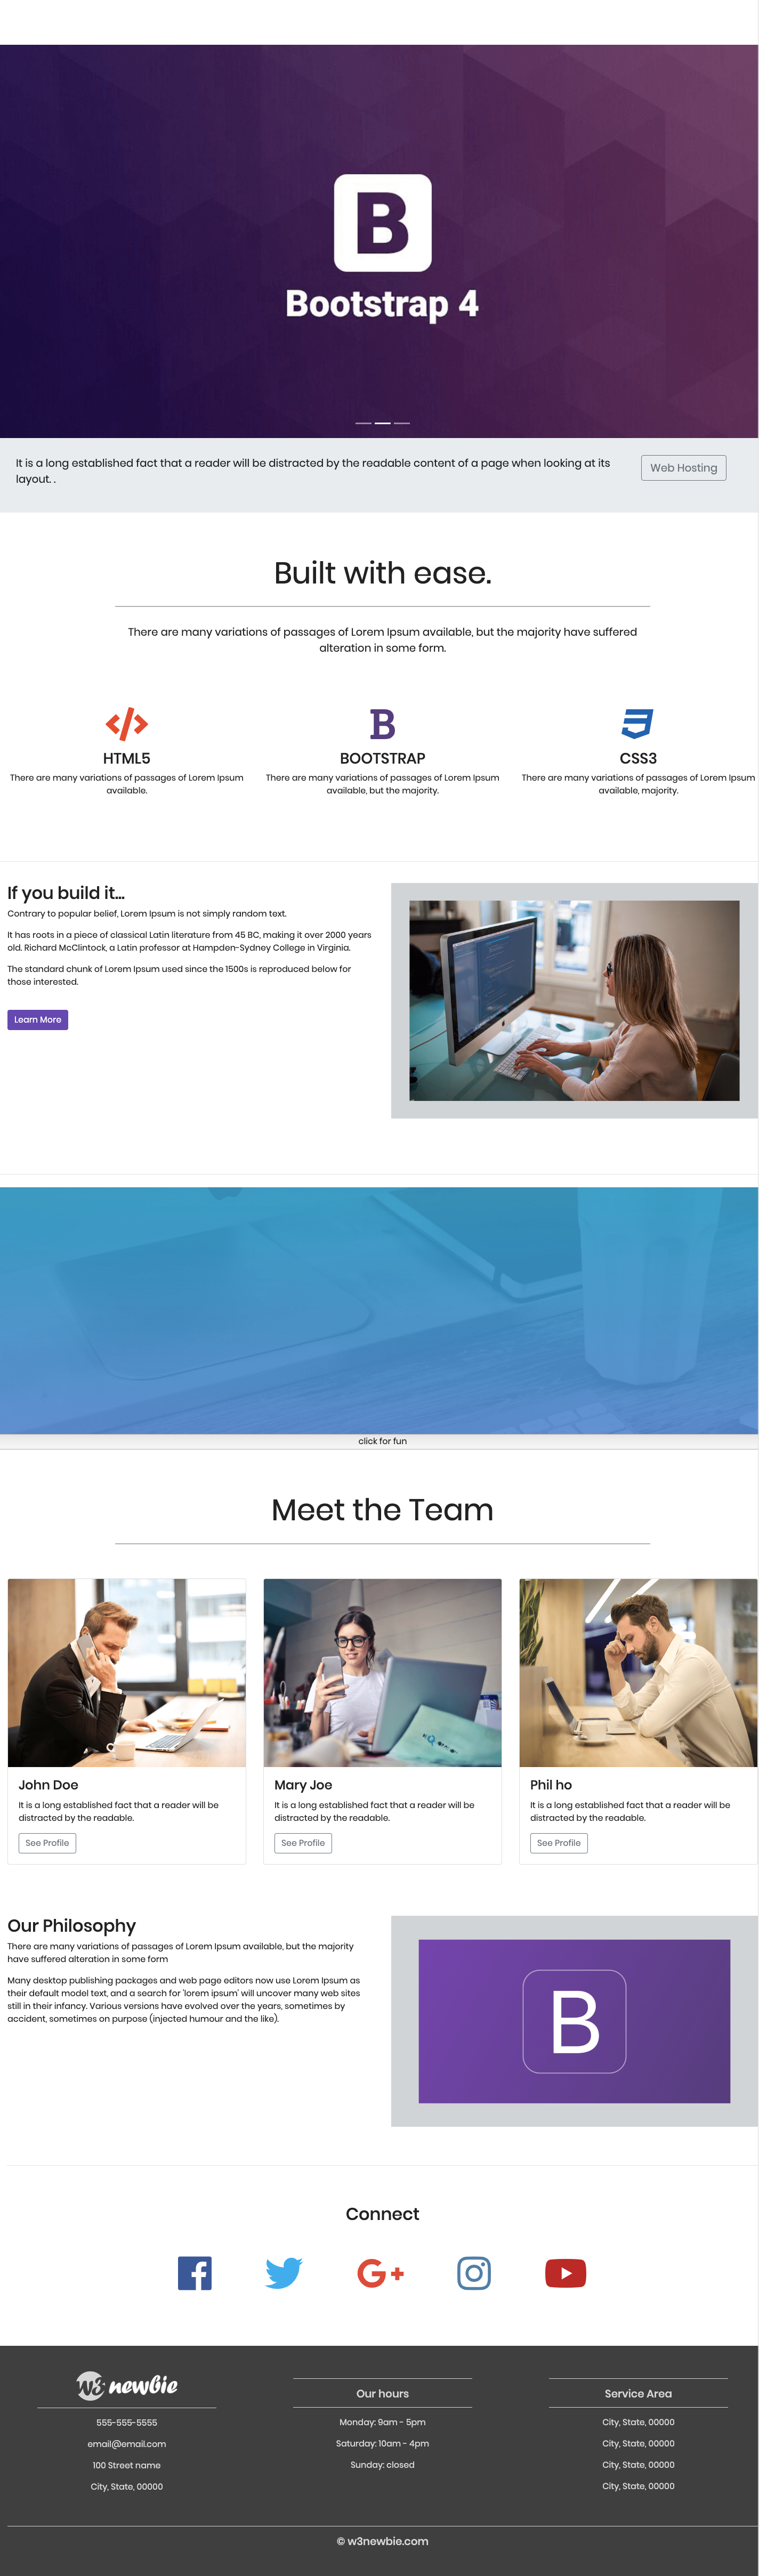 B
Bootstrap 4
It is a long established fact that a reader will be distracted by the readable content of a page when looking at its
layout. .
Web Hosting
Built with ease.
There are many variations of passages of Lorem Ipsum available, but the majority have suffered
alteration in some form.
B
HTML5
There are many variations of passages of Lorem Ipsum
available.
BOOTSTRAP
There are many variations of passages of Lorem Ipsum
available, but the majority.
CSS3
There are many variations of passages of Lorem Ipsum
available, majority.
If you build it...
Contrary to popular belief, Lorem Ipsum is not simply random text.
It has roots in a piece of classical Latin literature from 45 BC, making it over 2000 years
old. Richard McClintock, a Latin professor at Hampden-Sydney College in Virginia.
The standard chunk of Lorem Ipsum used since the 1500s is reproduced below for
those interested.
Learn More
click for fun
Meet the Team
John Doe
It is a long established fact that a reader will be
distracted by the readable.
See Profile
Mary Joe
It is a long established fact that a reader will be
distracted by the readable.
See Profile
Phil ho
It is a long established fact that a reader will be
distracted by the readable.
See Profile
Our Philosophy
There are many variations of passages of Lorem Ipsum available, but the majority
have suffered alteration in some form
Many desktop publishing packages and web page editors now use Lorem Ipsum as
their default model text, and a search for 'lorem ipsum' will uncover many web sites
still in their infancy. Various versions have evolved over the years, sometimes by
accident, sometimes on purpose (injected humour and the like).
B
Connect
G+
W3 newbie
555-555-5555
email@email.com
100 Street name
City, State, 00000
Our hours
Monday: 9am - 5pm
Saturday: 10am - 4pm
Sunday: closed
Service Area
City, State, 00000
City, State, 00000
City, State, 00000
City, State, 00000
© w3newbie.com